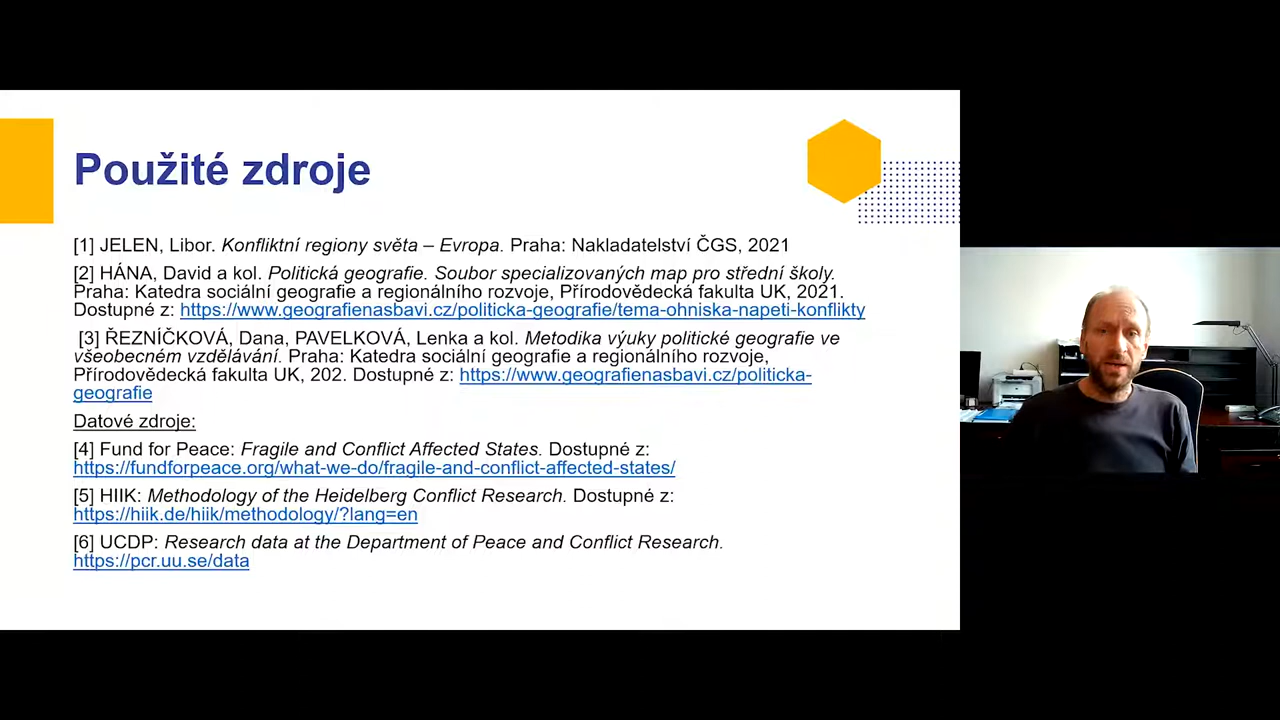 Použité zdroje
[1] JELEN, Libor. Konfliktní regiony světa – Evropa. Praha: Nakladatelství ČGS, 2021
[2] HÁNA, David a kol. Politická geografie. Soubor specializovaných map pro střední školy.
Praha: Katedra sociální geografie a regionálního rozvoje, Přírodovědecká fakulta UK, 2021.
Dostupné z: https://www.geografienasbavi.cz/politicka-geografie/tema-ohniska-napeti-konflikty
[3] ŘEZNÍČKOVÁ, Dana, PAVELKOVÁ, Lenka a kol. Metodika výuky politické geografie ve
všeobecném vzdělávání. Praha: Katedra sociální geografie a regionálního rozvoje,
Přírodovědecká fakulta UK, 202. Dostupné z: https://www.geografienasbavi.cz/politicka-
geografie
Datové zdroje:
[4] Fund for Peace: Fragile and Conflict Affected States. Dostupné z:
https://fundforpeace.org/what-we-do/fragile-and-conflict-affected-states/
[5] HIIK: Methodology of the Heidelberg Conflict Research. Dostupné z:
https://hiik.de/hiik/methodology/?lang=en
[6] UCDP: Research data at the Department of Peace and Conflict Research.
https://pcr.uu.se/data